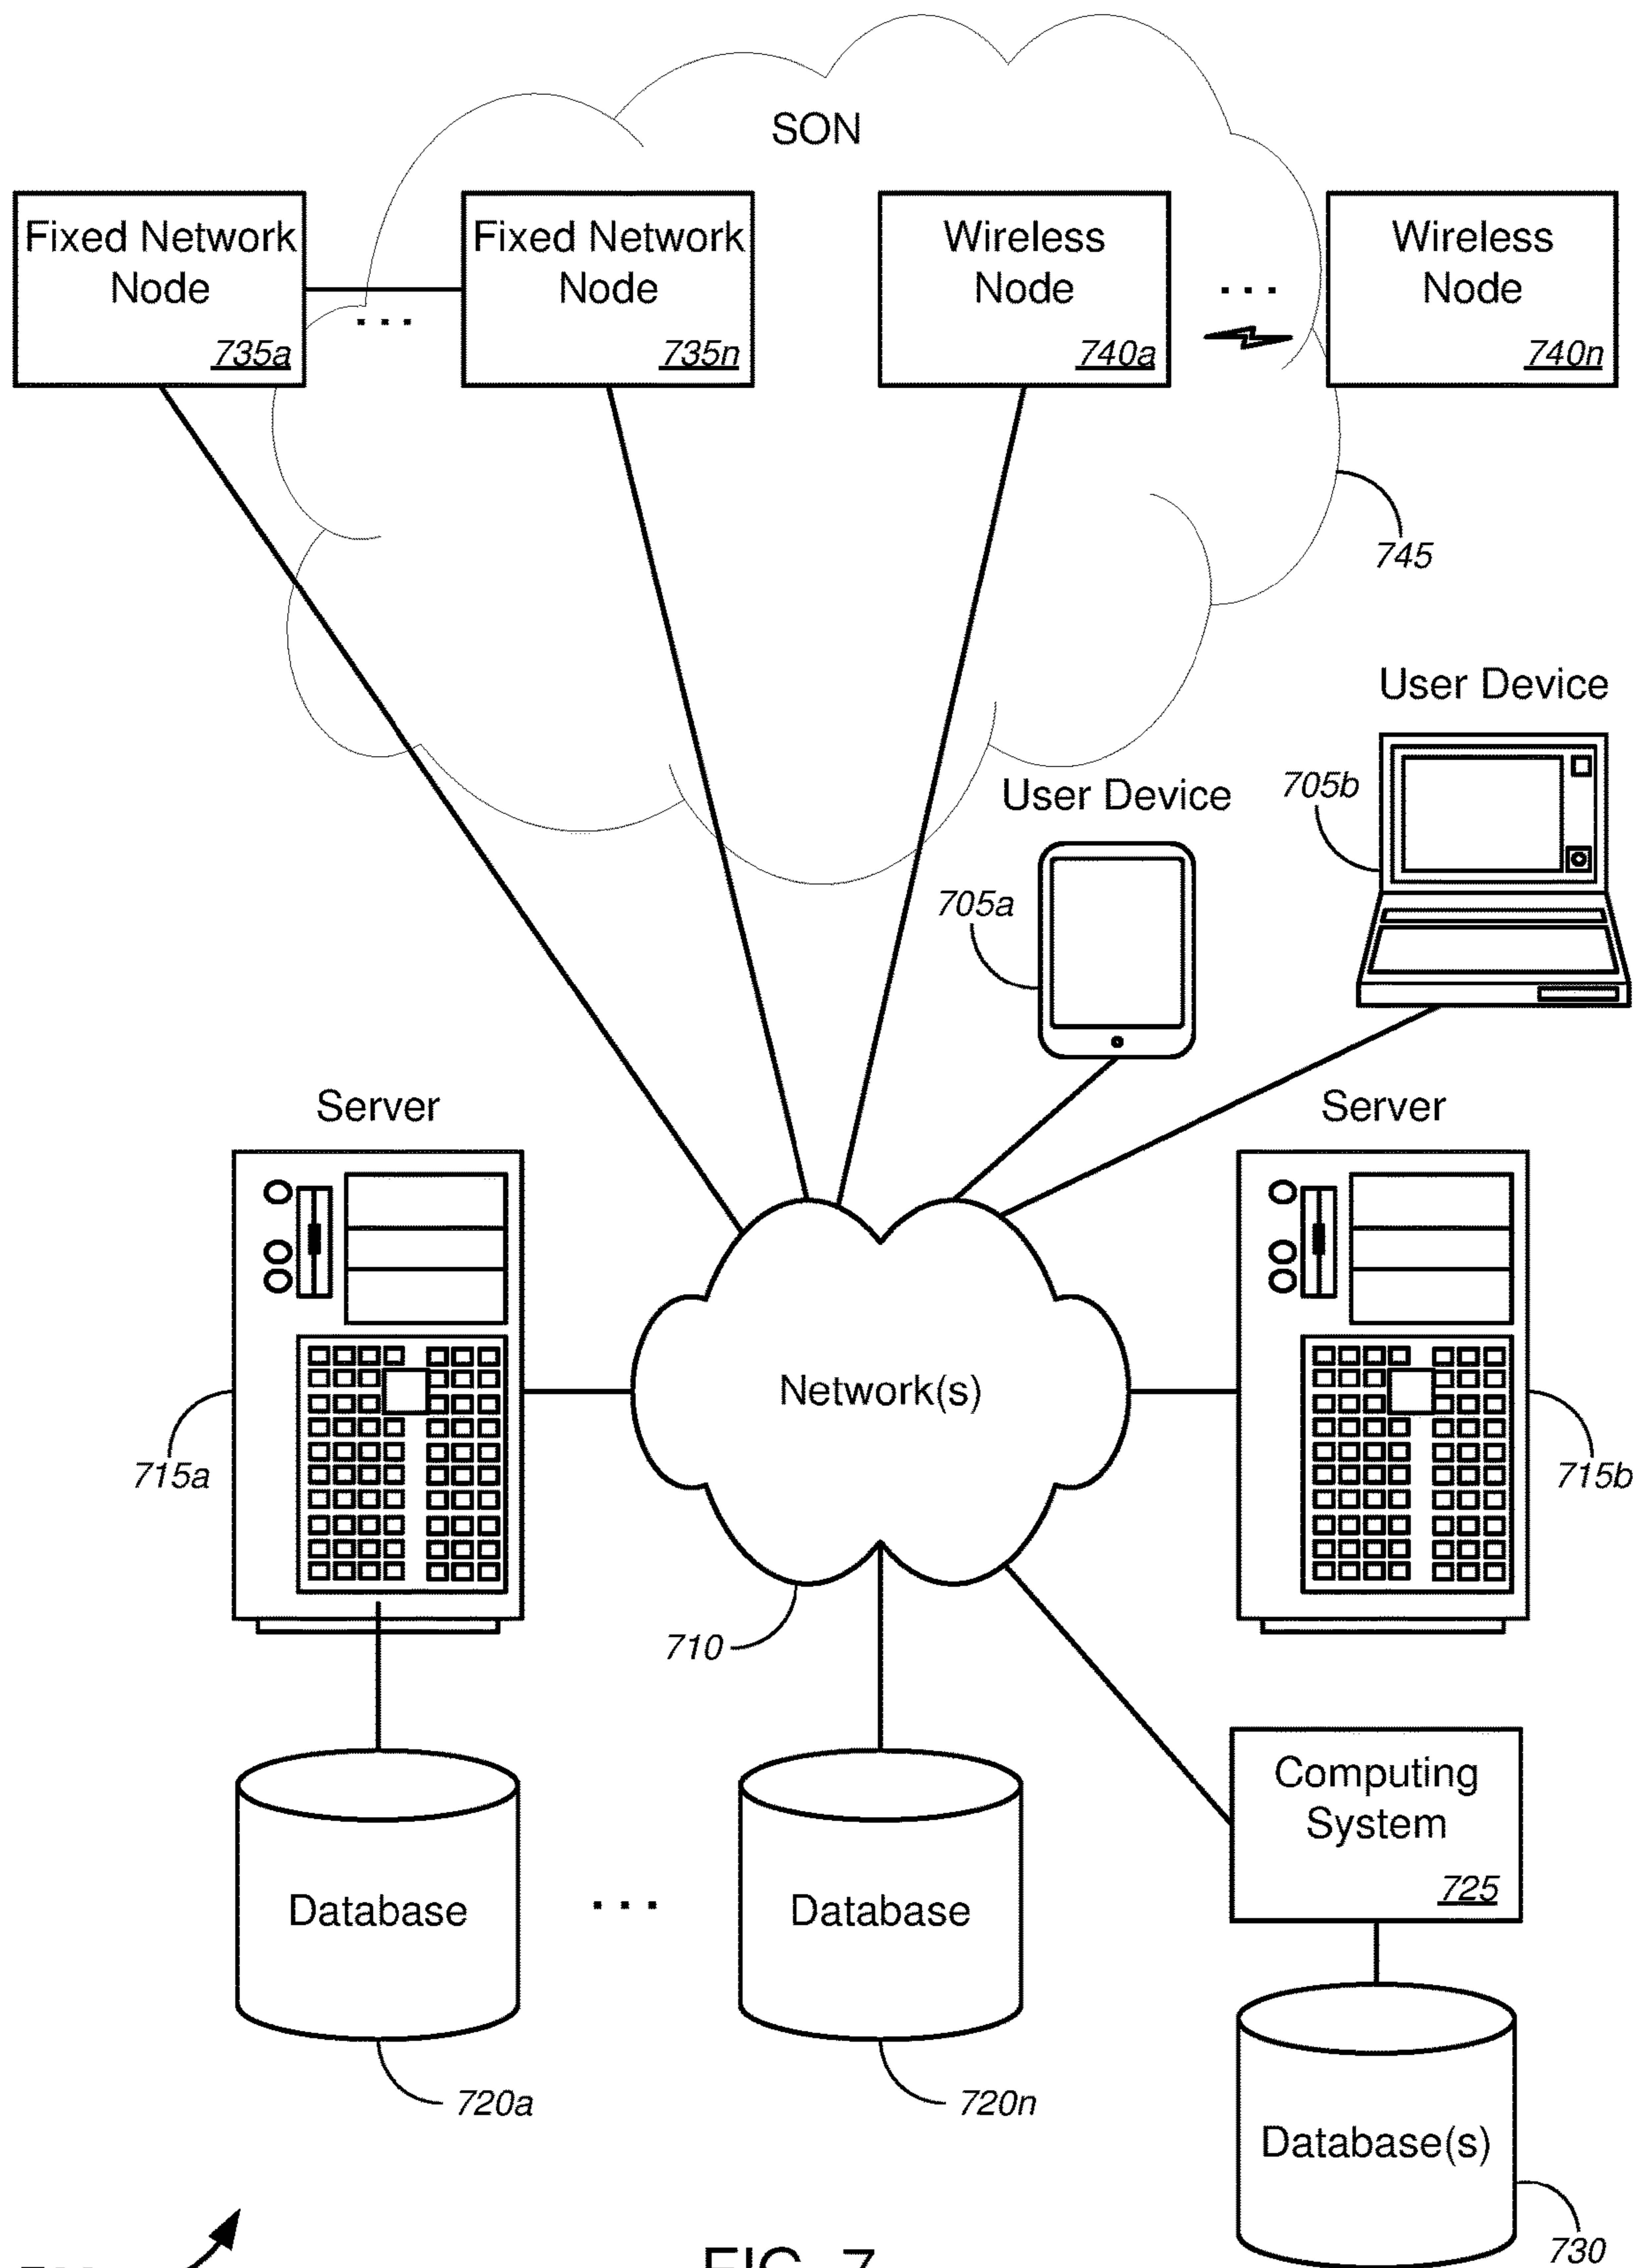 SON
Fixed Network
Node
735a
...
Fixed Network
Node
735n
Wireless
Node
740a
...
Wireless
Node
740n
745
User Device
705b
User Device
705a
Server
Server
Network(s)
715a
715b
710
Computing
System
725
Database
...
Database
720a
720n
Database(s)
730